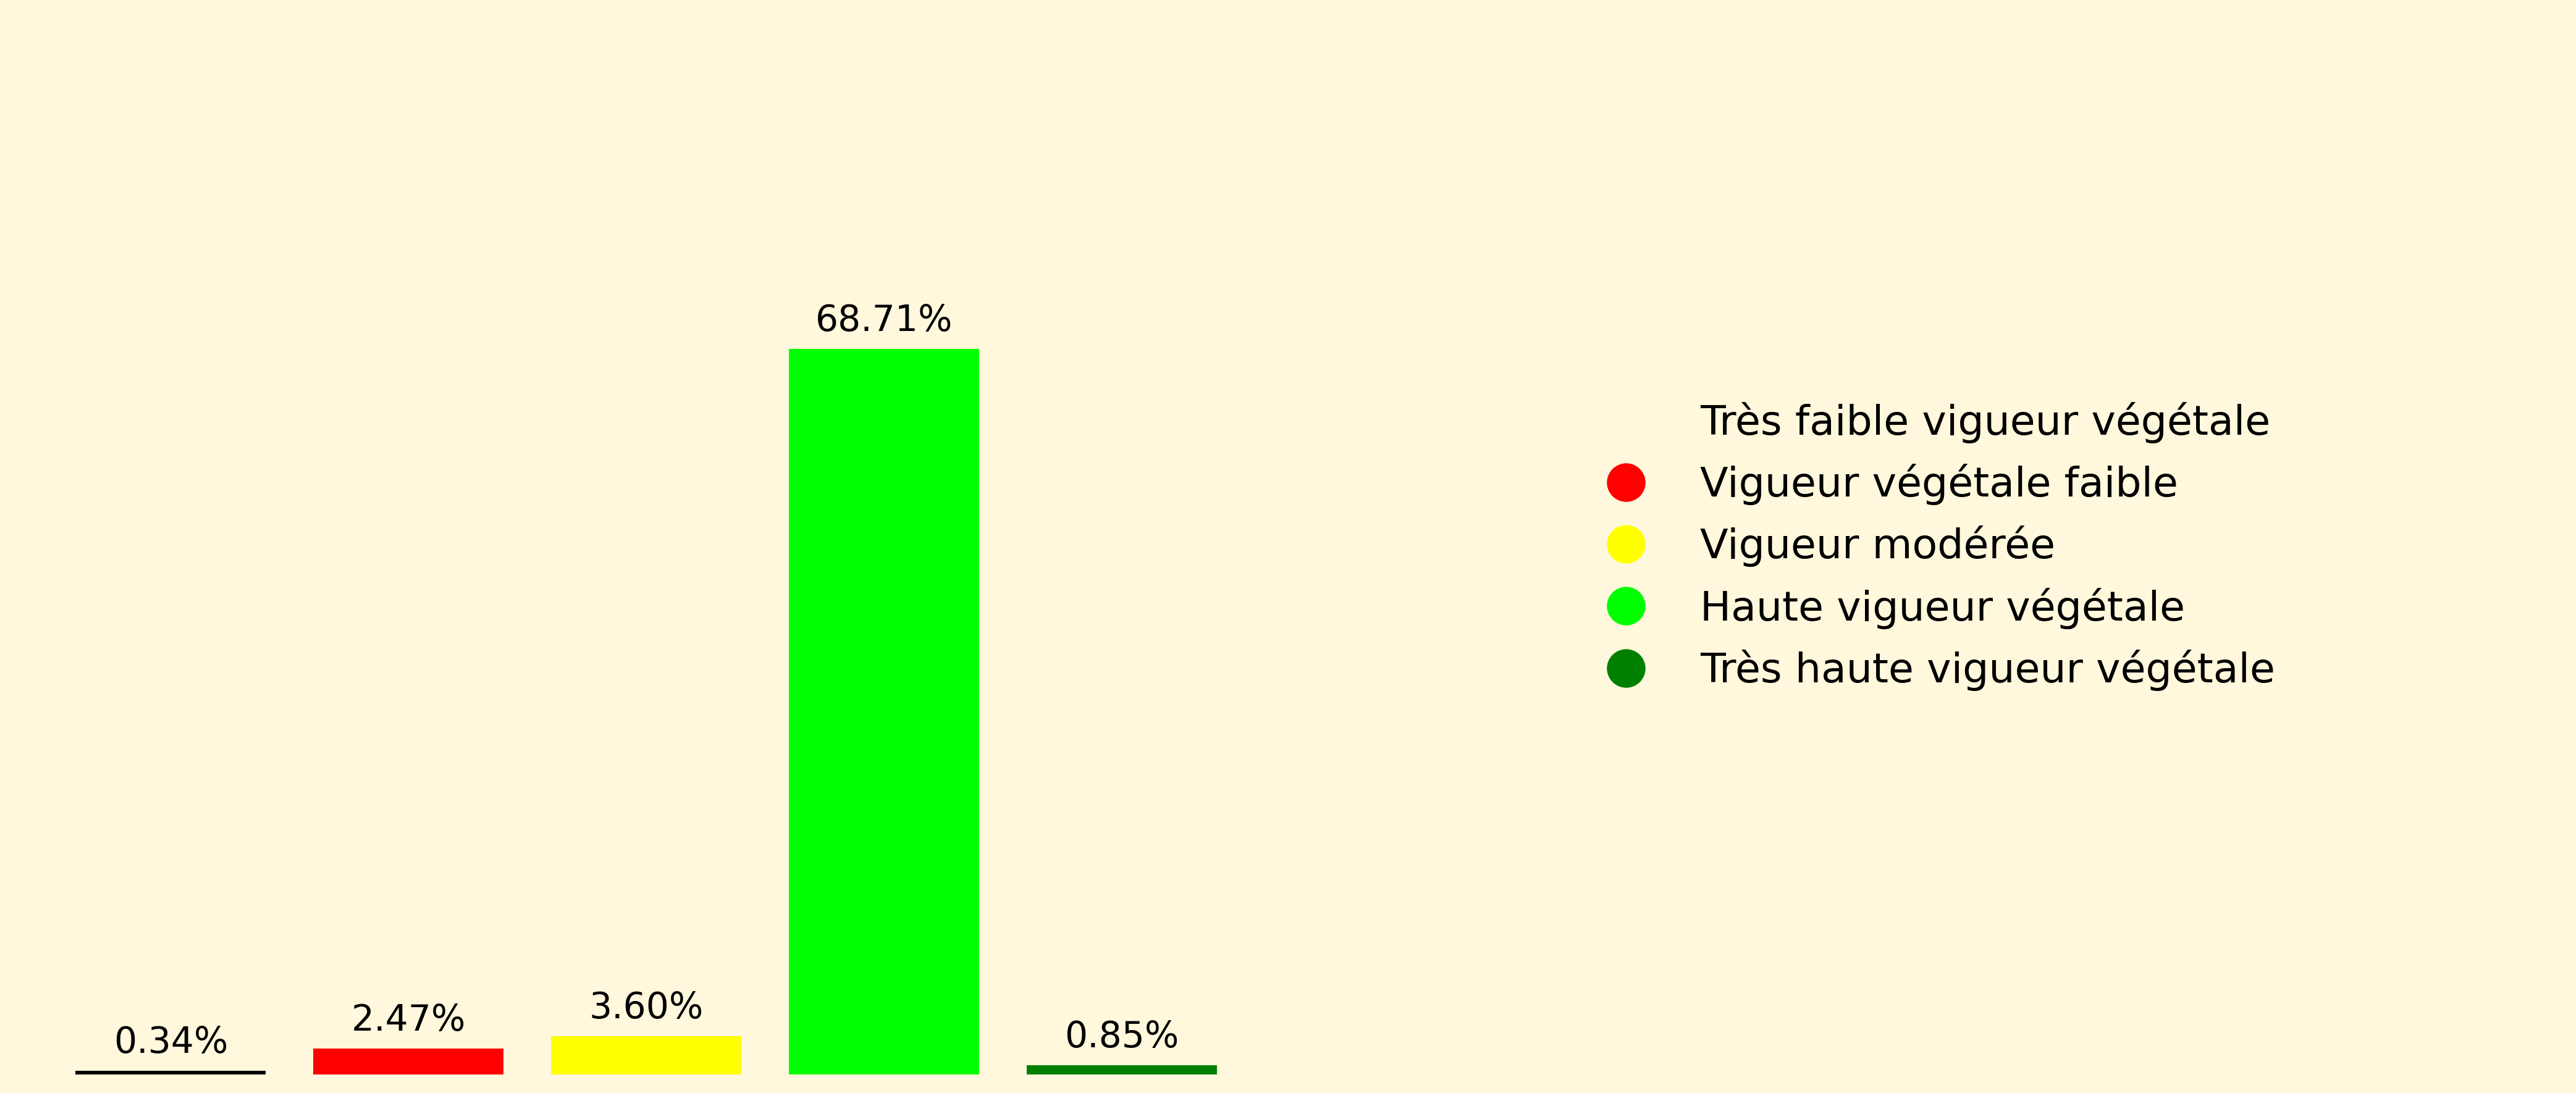 68.71%
0.34%
2.47%
3.60%
0.85%
Très faible vigueur végétale
Vigueur végétale faible
Vigueur modérée
Haute vigueur végétale
Très haute vigueur végétale